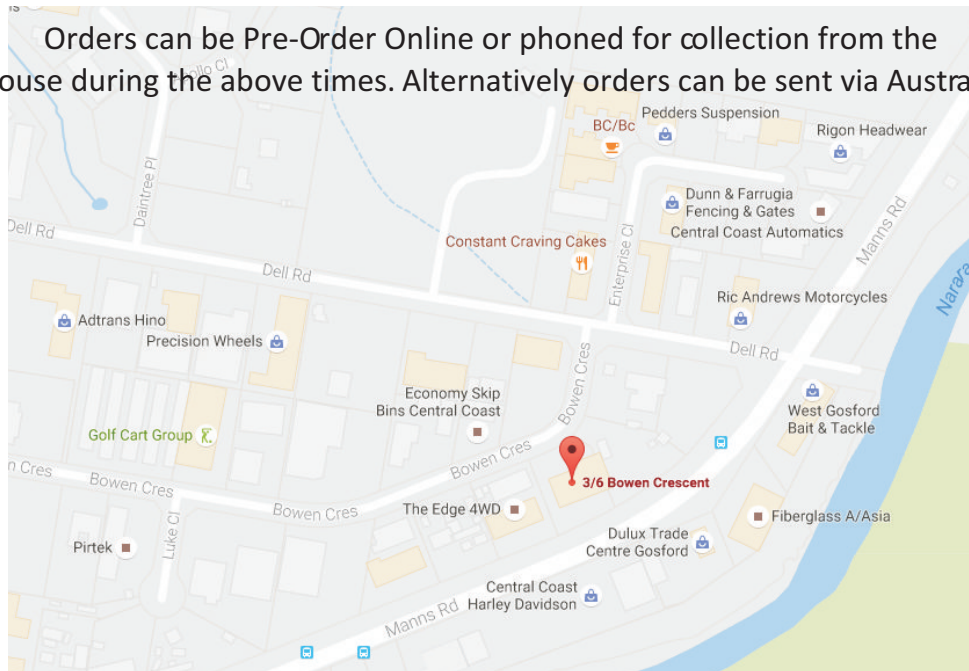 Orders can be Pre-Order Online or phoned for collection from the
ouse during the above times. Alternatively orders can be sent via Austra
Pedders Suspension
BC/Bc
Rigon Headwear
Daintree Pl
Dunn & Farrugia
Fencing & Gates
Central Coast Automatics
Manns Rd
Dell Rd
Constant Craving Cakes
Enterprise Cl
Narara
Dell Rd
Ric Andrews Motorcycles
Adtrans Hino
Precision Wheels
Dell Rd
Bowen Cres
Economy Skip
Bins Central Coast
West Gosford
Bait & Tackle
Golf Cart Group
Bowen Cres
n Cres
Bowen Cres
3/6 Bowen Crescent
Bowen Cres
The Edge 4WD
Fiberglass A/Asia
Luke Cl
Pirtek
Dulux Trade
Centre Gosford
Central Coast
Harley Davidson
Manns Rd